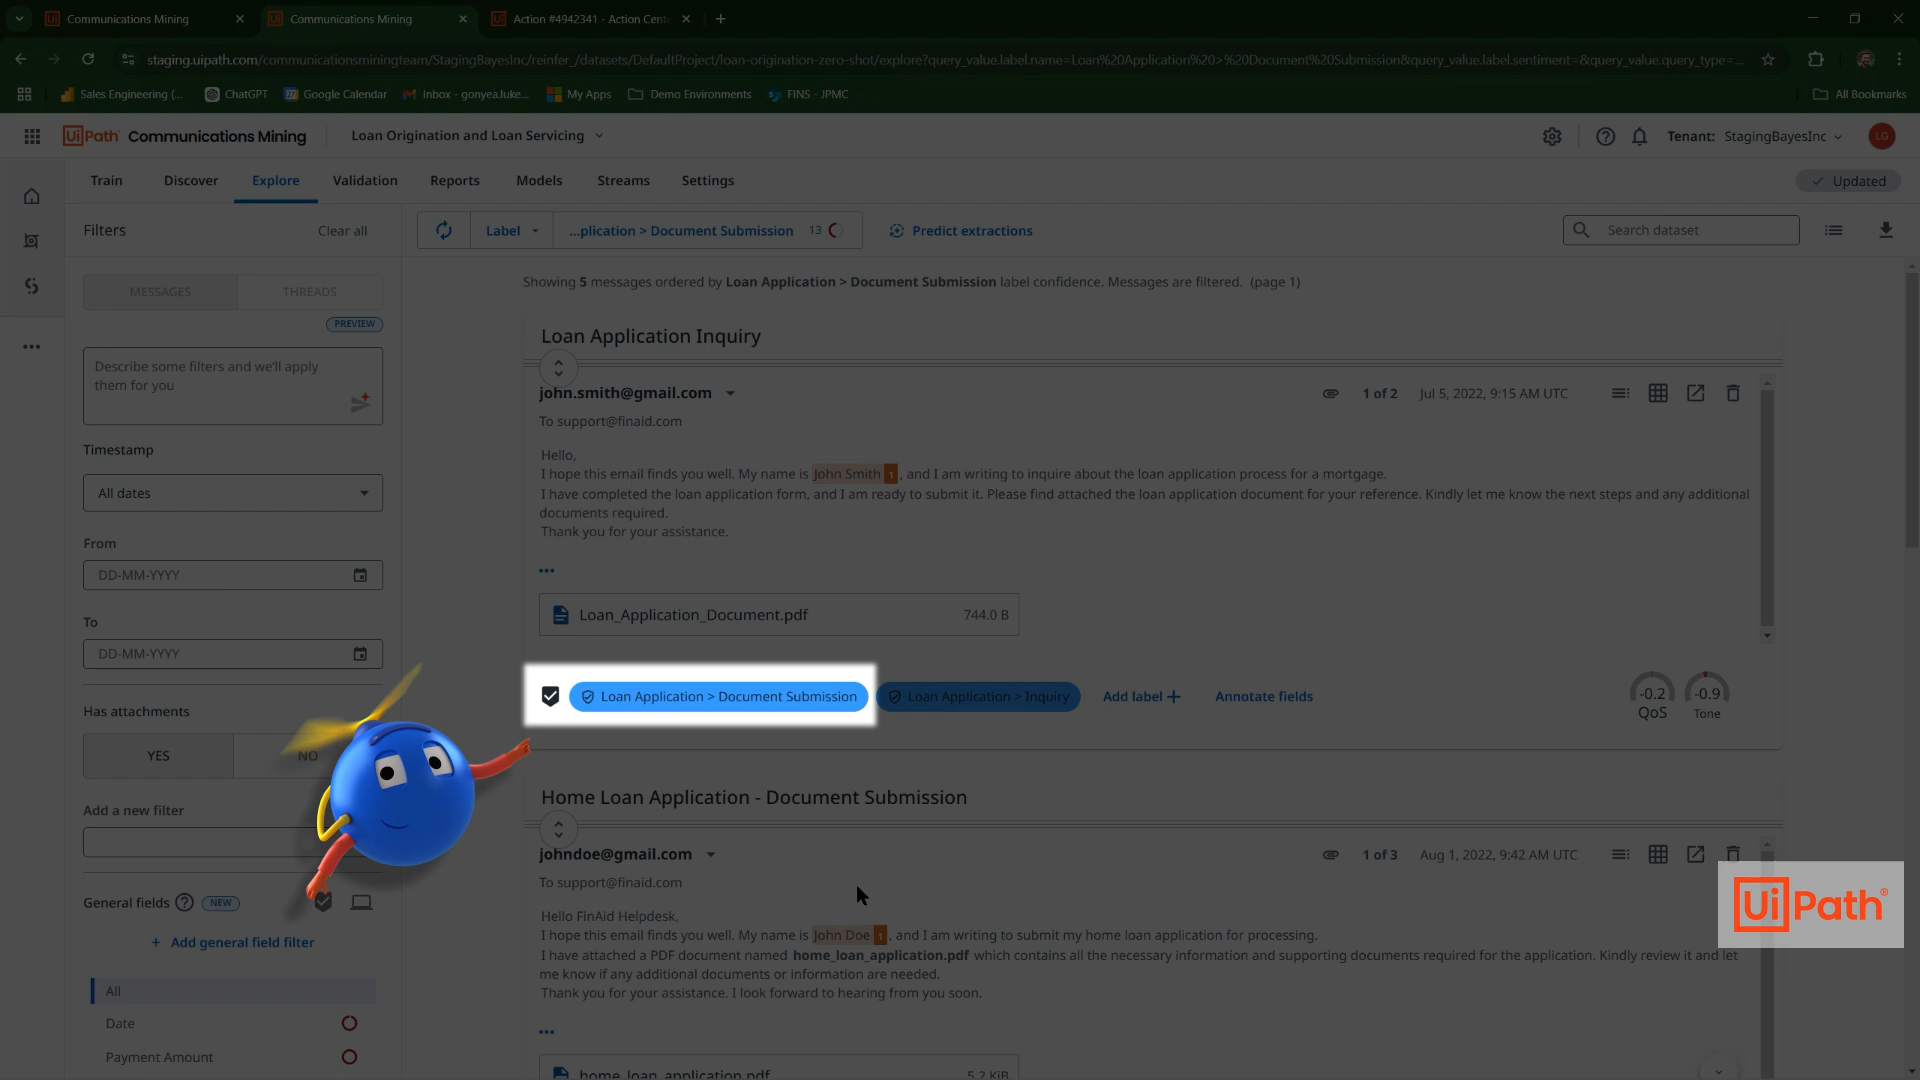 Communications Mining
Communications Mining
Action #4942341 - Action Cent
staging.uipath.com/communicationsminingteam/StagingBayesInc/reinfer_/datasets/DefaultProject/loan-origination-zero-shot/explore?query_value.label.name=Loan%20Application%20>%20Document%20Submission&query_value.label.sentiment=&query_value.query_type=...
Sales Engineering (...
ChatGPT
Google Calendar
Inbox - gonyea.luke...
My Apps
Demo Environments
FINS - JPMC
All Bookmarks
UiPath Communications Mining
Loan Origination and Loan Servicing
Tenant: StagingBayesInc
LG
Train
Discover
Explore
Validation
Reports
Models
Streams
Settings
Updated
Filters
Clear all
Label
...plication > Document Submission 13
Predict extractions
Search dataset
MESSAGES
THREADS
PREVIEW
Describe some filters and we'll apply
them for you
Timestamp
All dates
From
DD-MM-YYYY
To
DD-MM-YYYY
Has attachments
YES
NO
Add a new filter
General fields
NEW
+ Add general field filter
All
Date
Payment Amount
Showing 5 messages ordered by Loan Application > Document Submission label confidence. Messages are filtered. (page 1)
Loan Application Inquiry
john.smith@gmail.com
1 of 2
Jul 5, 2022, 9:15 AM UTC
To support@finaid.com
Hello,
I hope this email finds you well. My name is John Smith 1 , and I am writing to inquire about the loan application process for a mortgage.
I have completed the loan application form, and I am ready to submit it. Please find attached the loan application document for your reference. Kindly let me know the next steps and any additional
documents required.
Thank you for your assistance.
...
Loan_Application_Document.pdf
744.0 B
Loan Application > Document Submission
Loan Application > Inquiry
Add label +
Annotate fields
-0.2
QoS
-0.9
Tone
Home Loan Application - Document Submission
johndoe@gmail.com
1 of 3
Aug 1, 2022, 9:42 AM UTC
To support@finaid.com
Hello FinAid Helpdesk,
I hope this email finds you well. My name is John Doe 1 , and I am writing to submit my home loan application for processing.
I have attached a PDF document named home_loan_application.pdf which contains all the necessary information and supporting documents required for the application. Kindly review it and let
me know if any additional documents or information are needed.
Thank you for your assistance. I look forward to hearing from you soon.
...
home_loan_application.pdf
5.2 KiB
UiPath®